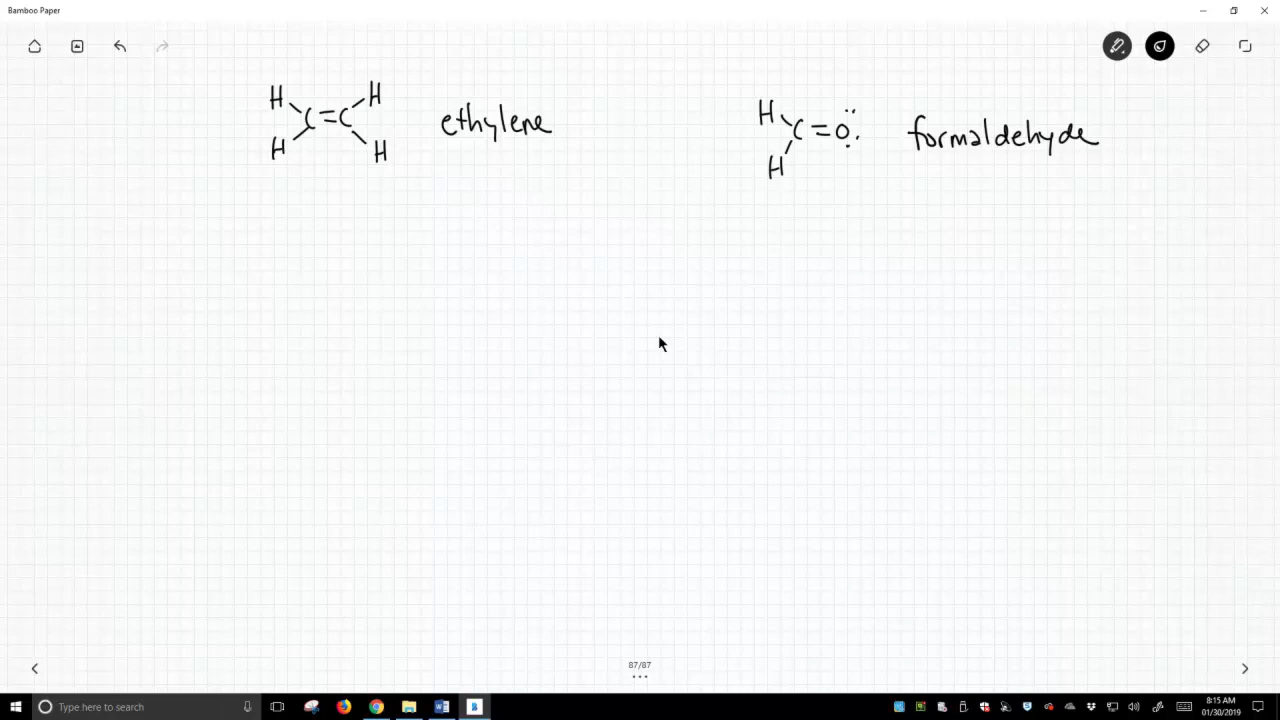 Bamboo Paper
H H
C=C ethylene
H H
H
C=O formaldehyde
H
87/87
Type here to search
8:15 AM
01/30/2019